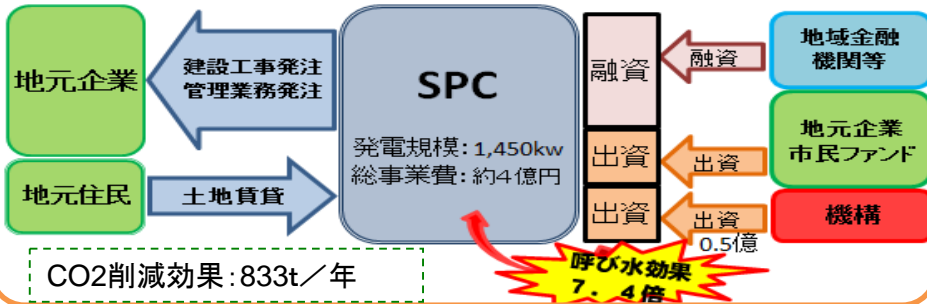 地元企業
建設工事発注
管理業務発注
SPC
発電規模：1,450kw
総事業費：約4億円
融資
融資
地域金融
機関等
地元住民
土地賃貸
出資
出資
地元企業
市民ファンド
出資
出資
0.5億
機構
呼び水効果
7．4倍
CO2削減効果：833t／年